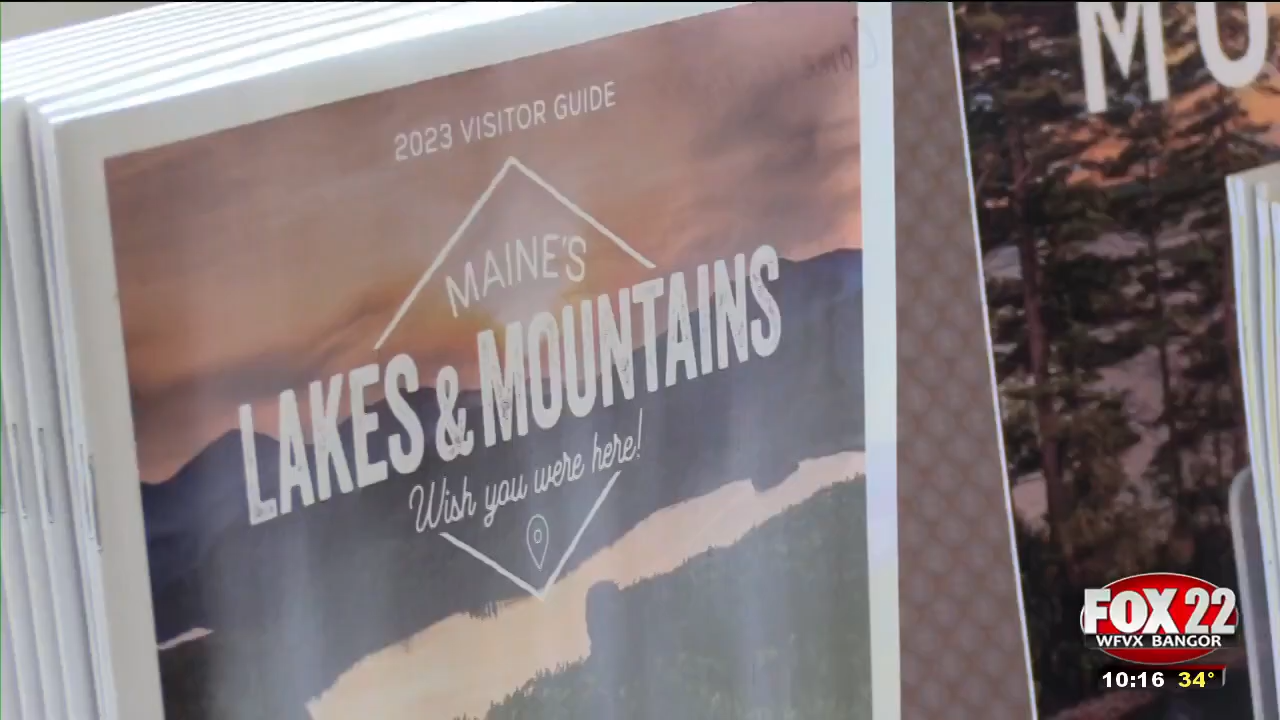 2023 VISITOR GUIDE
MAINE'S
LAKES & MOUNTAINS
Wish you were here!
MO
FOX 22
WFVX BANGOR
10:16 34°